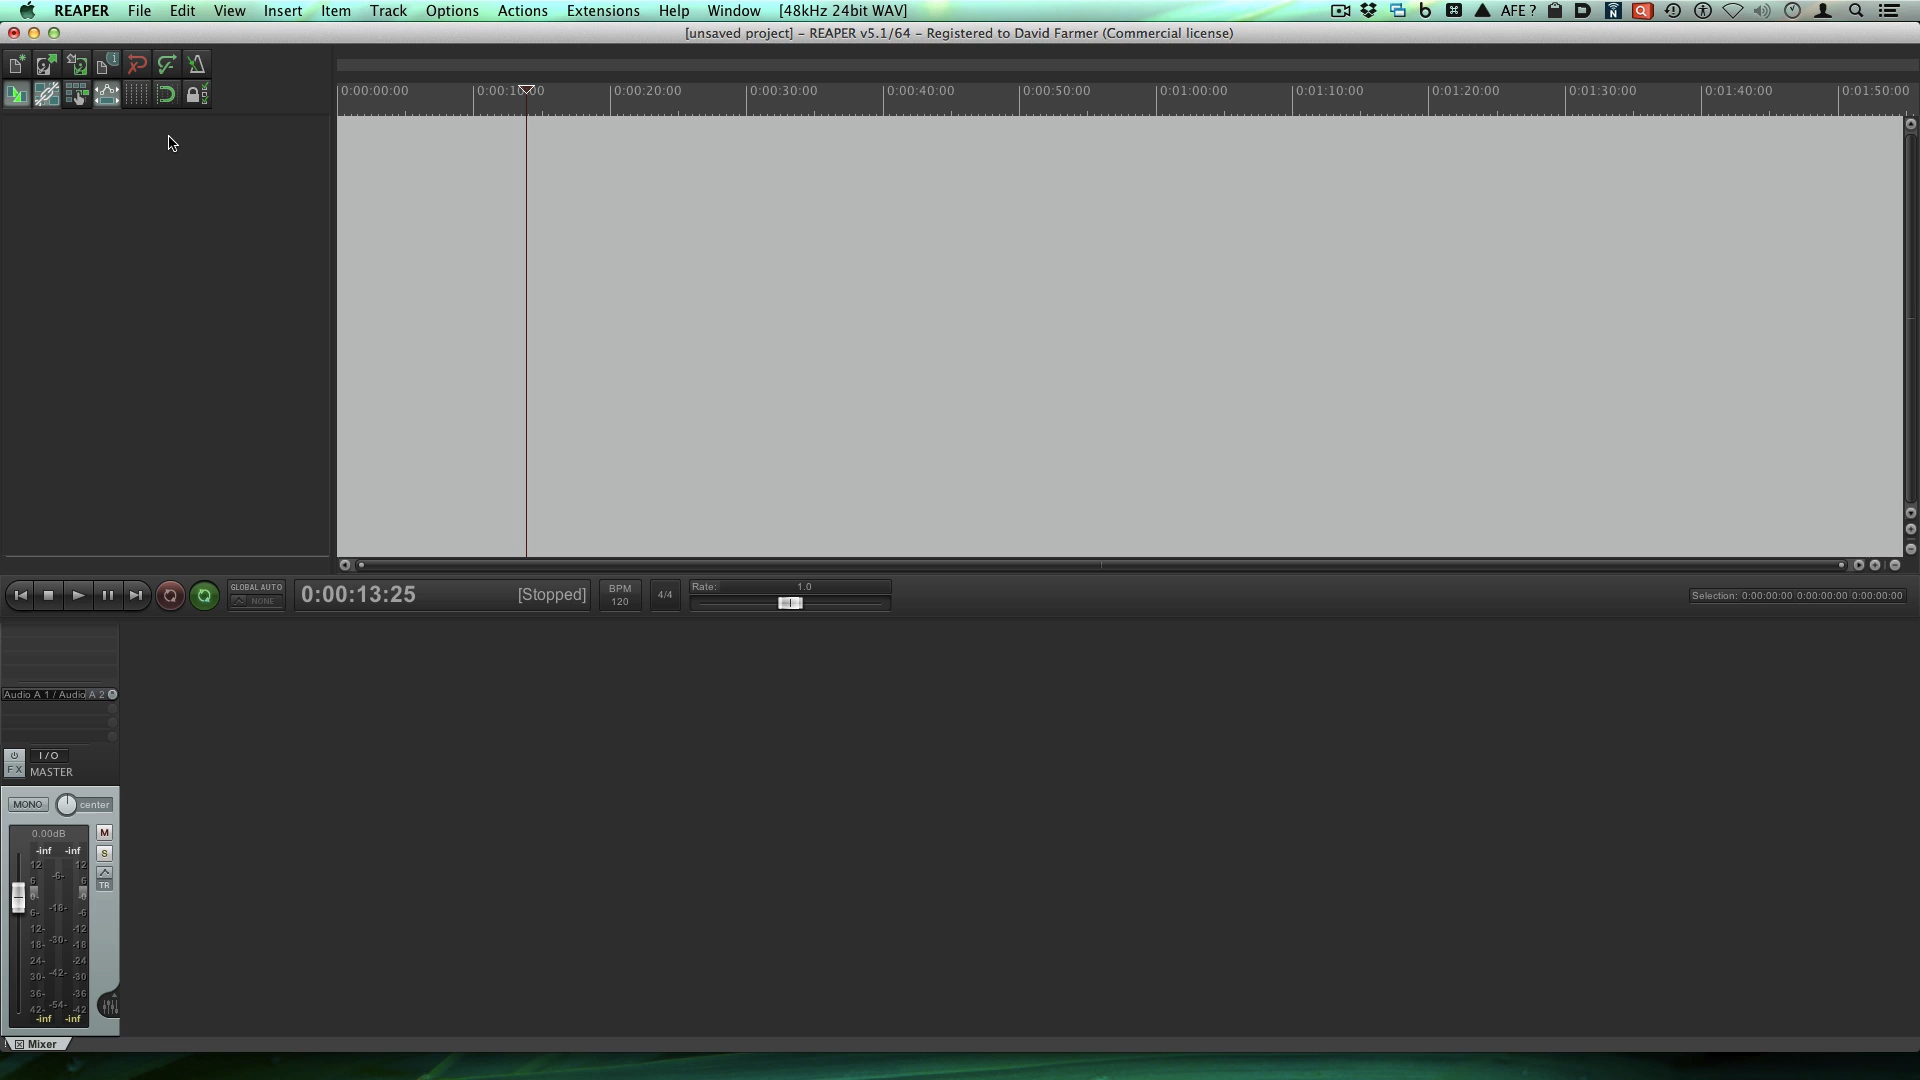 REAPER File Edit View Insert Item Track Options Actions Extensions Help Window [48kHz 24bit WAV] AFE ?
[unsaved project] – REAPER v5.1/64 – Registered to David Farmer (Commercial license)
0:00:00:00 0:00:20:00 0:00:30:00 0:00:40:00 0:00:50:00 0:01:00:00 0:01:10:00 0:01:20:00 0:01:30:00 0:01:40:00 0:01:50:00
GLOBAL AUTO
NONE
0:00:13:25 [Stopped]
BPM
120
4/4
Rate: 1.0
Selection: 0:00:00:00 0:00:00:00 0:00:00:00
Audio A 1 / Audio A 2
I/O
FX
MASTER
MONO
center
0.00dB
M
-inf -inf
S
12 12
-6-
6 6
TR
0 0
6- -18- -6
12- -12
18- -30- -18
24- -24
30- -42- -30
36- -36
42- -54- -42
-inf -inf
Mixer